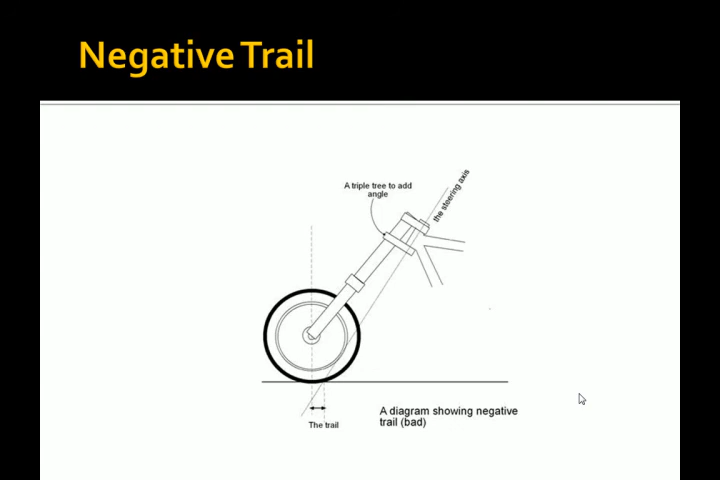 Negative Trail
A triple tree to add
angle
the steering axis
The trail
A diagram showing negative
trail (bad)